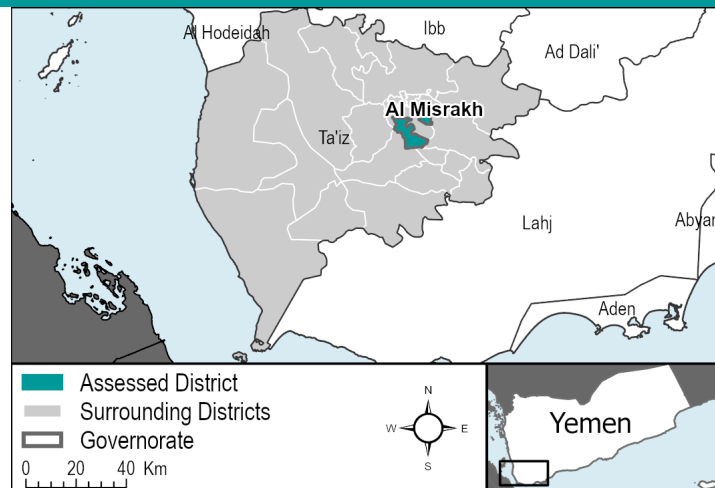 Al Hodeidah
Ibb
Ad Dali'
Al Misrakh
Ta'iz
Lahj
Abyan
Aden
Assessed District
Surrounding Districts
Governorate
0 20 40 Km
N
W E
S
Yemen